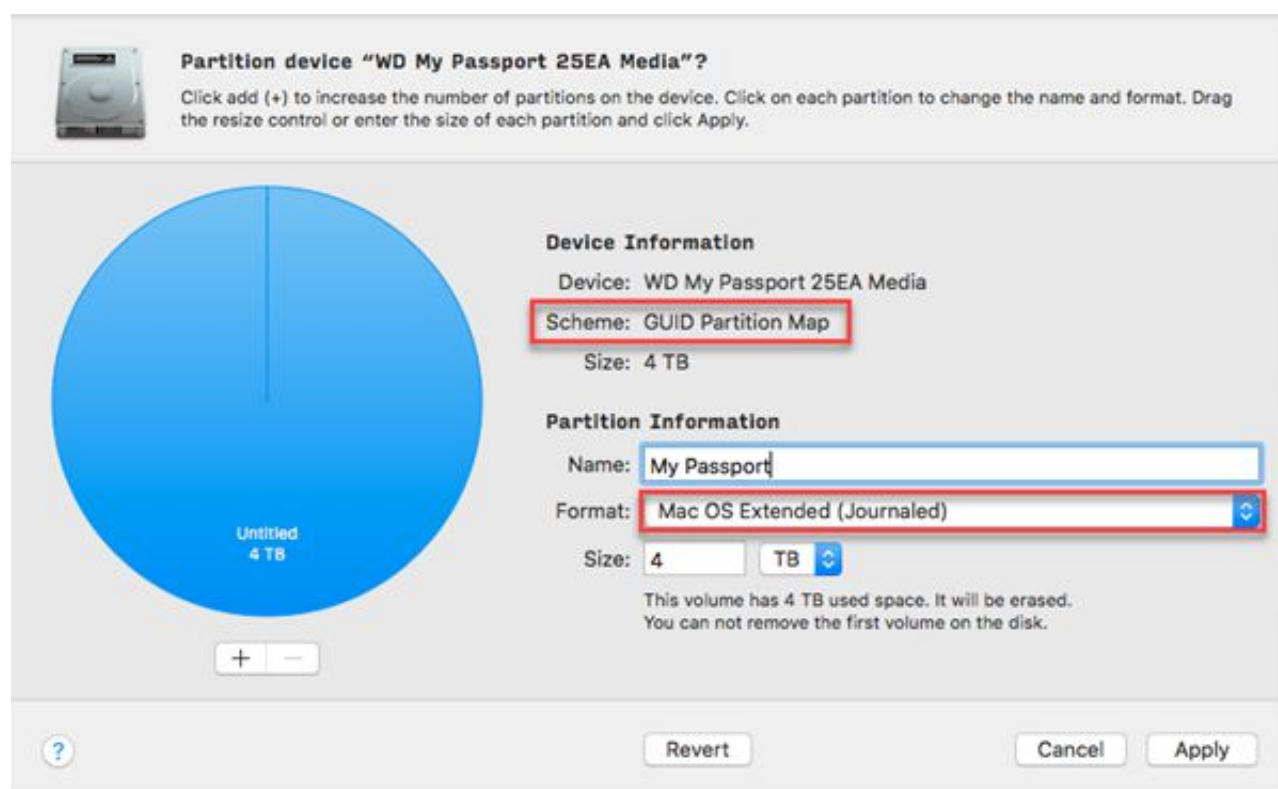 Partition device “WD My Passport 25EA Media”?
Click add (+) to increase the number of partitions on the device. Click on each partition to change the name and format. Drag
the resize control or enter the size of each partition and click Apply.
Device Information
Device: WD My Passport 25EA Media
Scheme: GUID Partition Map
Size: 4 TB
Partition Information
Name: My Passport
Format: Mac OS Extended (Journaled)
Size: 4 TB
This volume has 4 TB used space. It will be erased.
You can not remove the first volume on the disk.
Untitled
4 TB
+ −
? Revert Cancel Apply